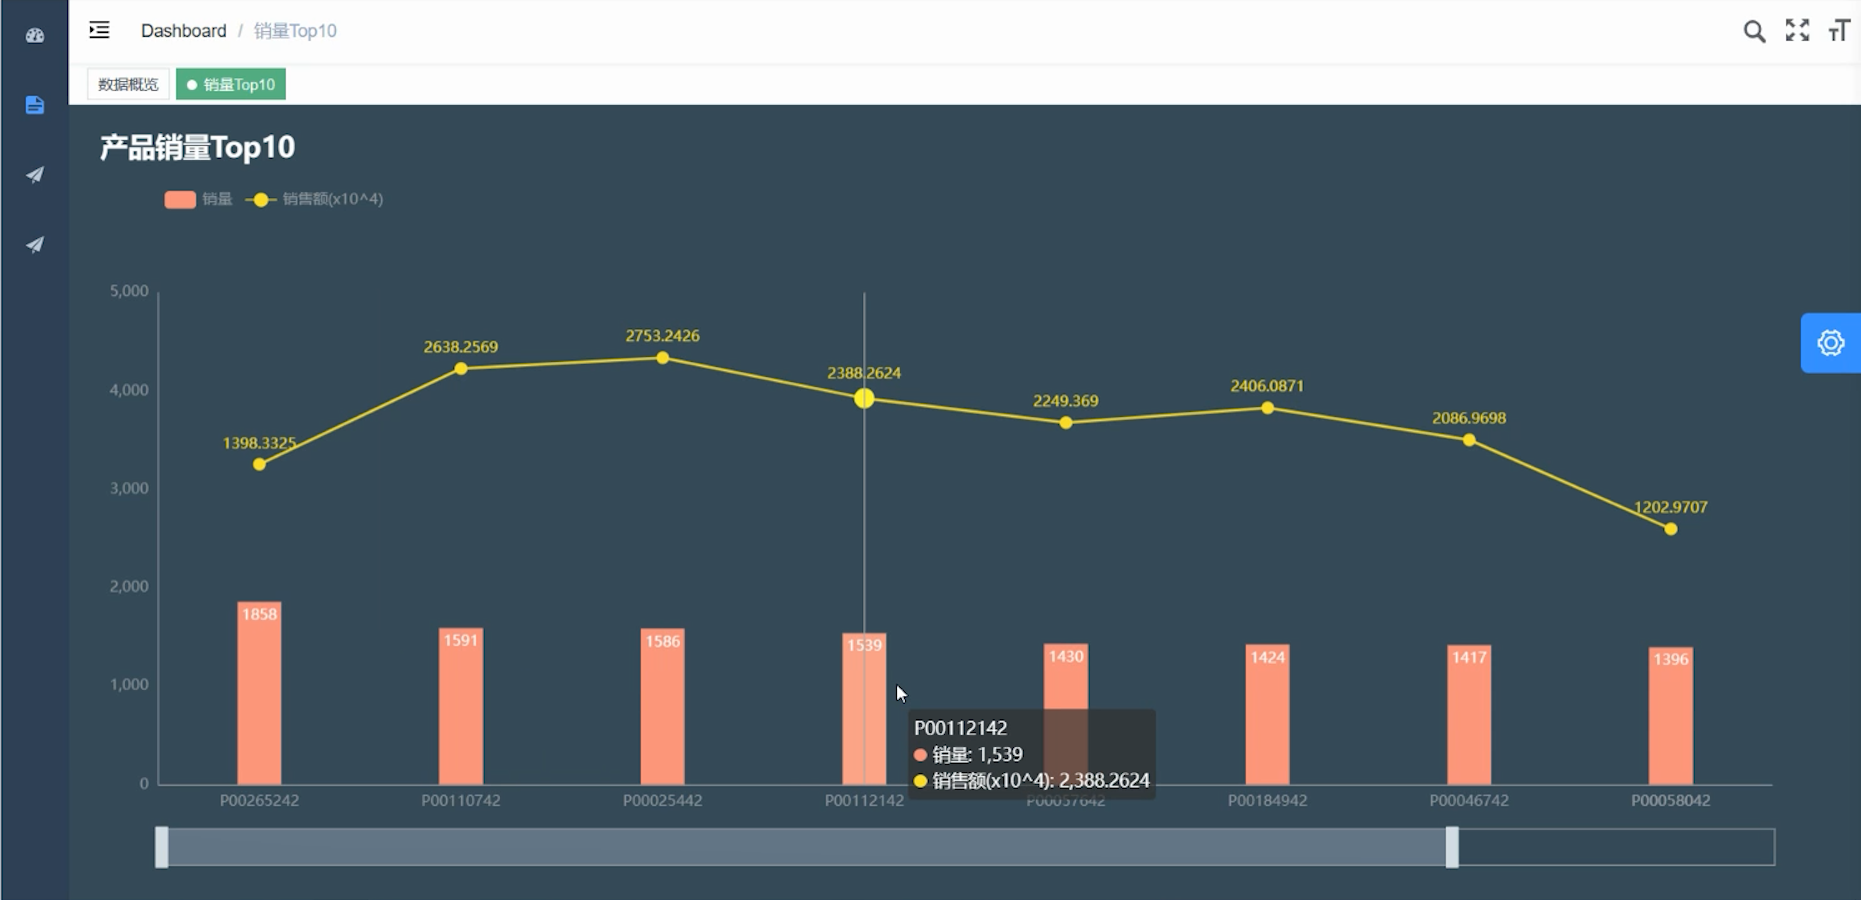 Dashboard / 销量Top10
数据概览
销量Top10
产品销量Top10
销量 销售额(x10^4)
5,000
4,000
3,000
2,000
1,000
0
1398.3325
2638.2569
2753.2426
2388.2624
2249.369
2406.0871
2086.9698
1202.9707
1858
1591
1586
1539
1430
1424
1417
1396
P00112142
销量: 1,539
销售额(x10^4): 2,388.2624
P00265242
P00110742
P00025442
P00112142
P00057642
P00184942
P00046742
P00058042